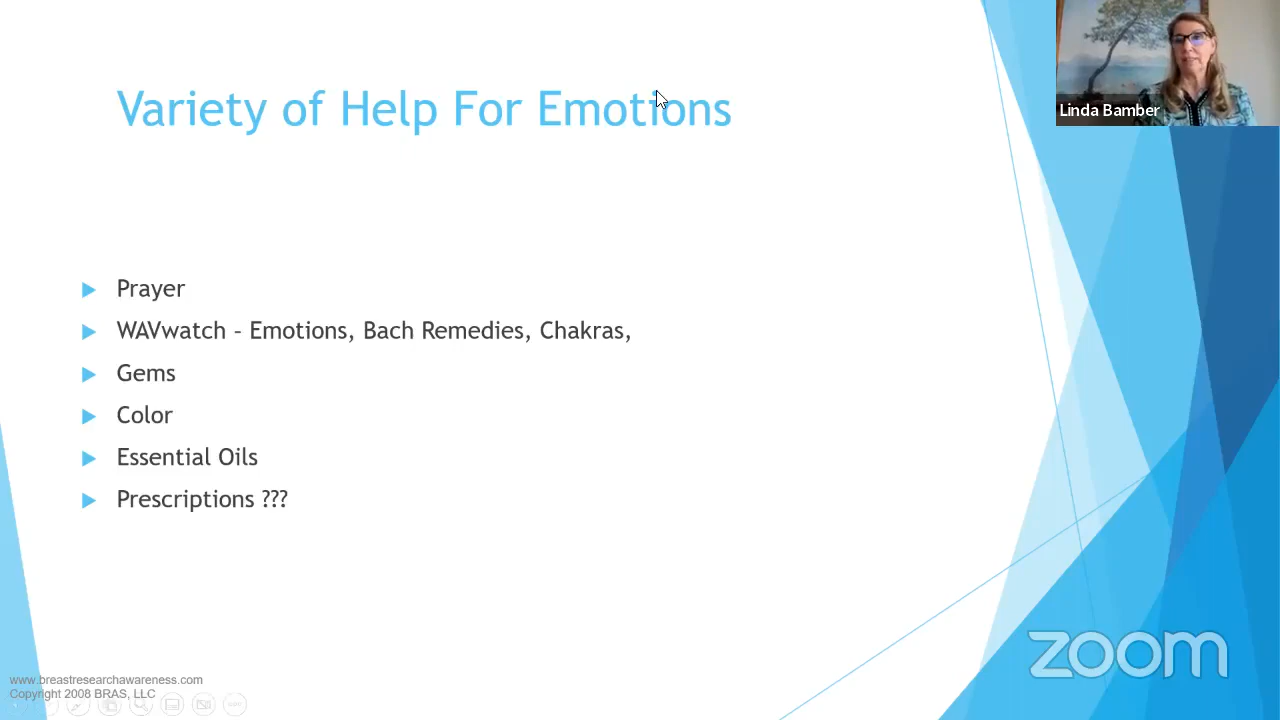 Variety of Help For Emotions
Linda Bamber
Prayer
WAVwatch – Emotions, Bach Remedies, Chakras,
Gems
Color
Essential Oils
Prescriptions ???
www.breastresearchawareness.com
Copyright 2008 BRAS, LLC
zoom